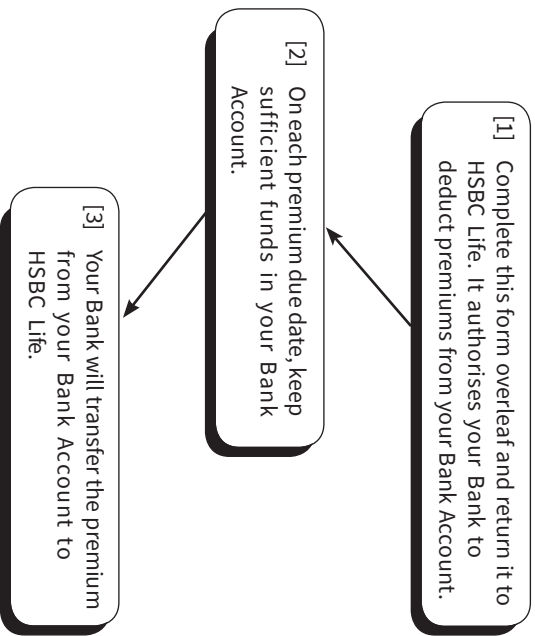 [1] Complete this form overleaf and return it to
HSBC Life. It authorises your Bank to
deduct premiums from your Bank Account.
[2] On each premium due date, keep
sufficient funds in your Bank
Account.
[3] Your Bank will transfer the premium
from your Bank Account to
HSBC Life.